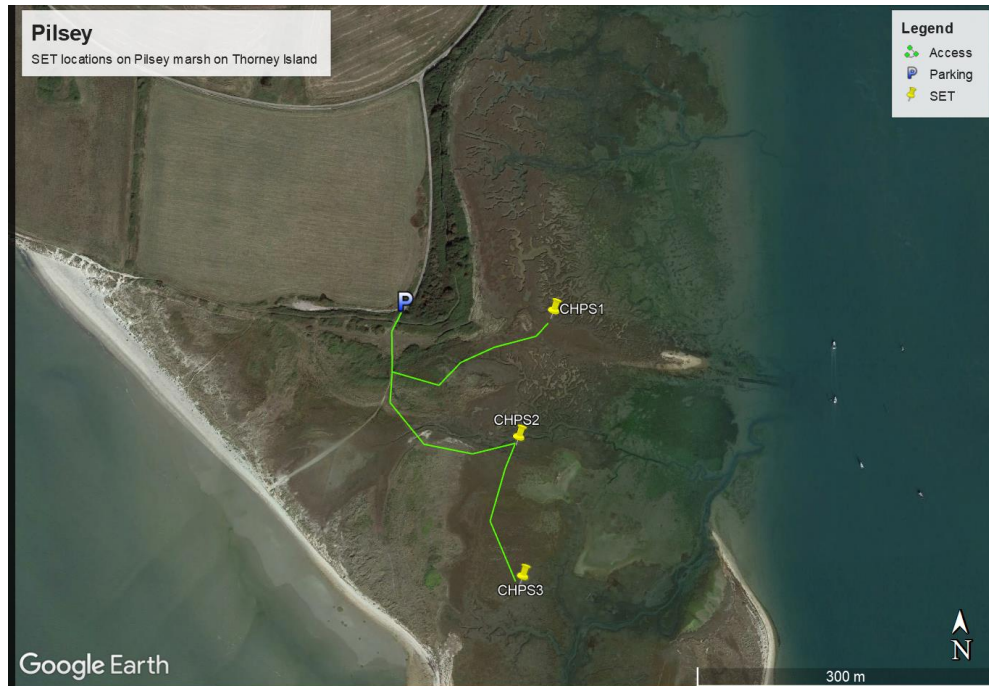 Pilsey
SET locations on Pilsey marsh on Thorney Island
Legend
Access
P Parking
SET
P
CHPS1
CHPS2
CHPS3
N
Google Earth
300 m